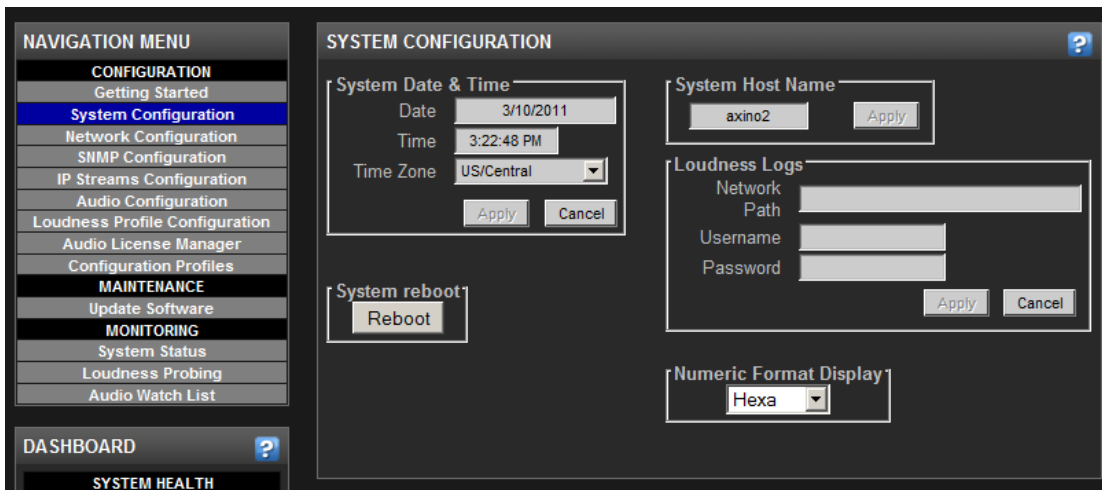 NAVIGATION MENU
CONFIGURATION
Getting Started
System Configuration
Network Configuration
SNMP Configuration
IP Streams Configuration
Audio Configuration
Loudness Profile Configuration
Audio License Manager
Configuration Profiles
MAINTENANCE
Update Software
MONITORING
System Status
Loudness Probing
Audio Watch List
DASHBOARD ?
SYSTEM HEALTH
SYSTEM CONFIGURATION ?
System Date & Time
Date 3/10/2011
Time 3:22:48 PM
Time Zone US/Central
Apply Cancel
System reboot
Reboot
System Host Name
axino2 Apply
Loudness Logs
Network
Path
Username
Password
Apply Cancel
Numeric Format Display
Hexa